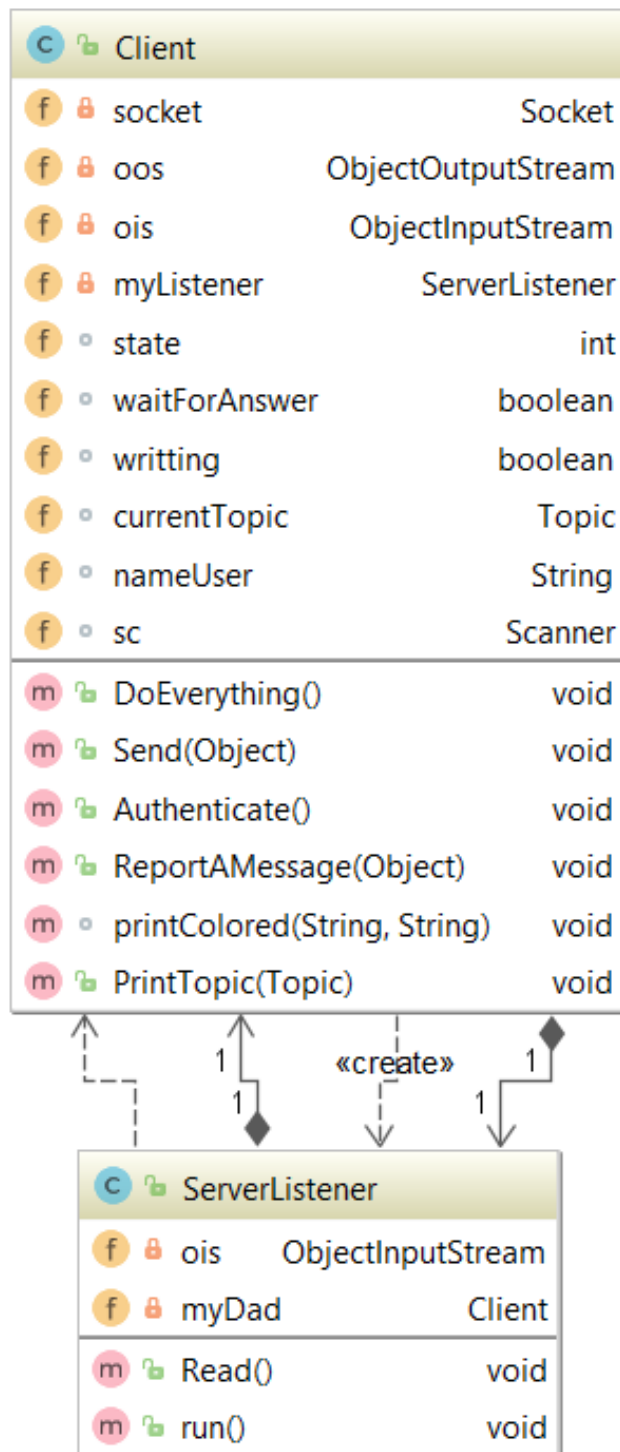 C Client
f socket Socket
f oos ObjectOutputStream
f ois ObjectInputStream
f myListener ServerListener
f state int
f waitForAnswer boolean
f writting boolean
f currentTopic Topic
f nameUser String
f sc Scanner
m DoEverything() void
m Send(Object) void
m Authenticate() void
m ReportAMessage(Object) void
m printColored(String, String) void
m PrintTopic(Topic) void
1 «create» 1
1 1
C ServerListener
f ois ObjectInputStream
f myDad Client
m Read() void
m run() void